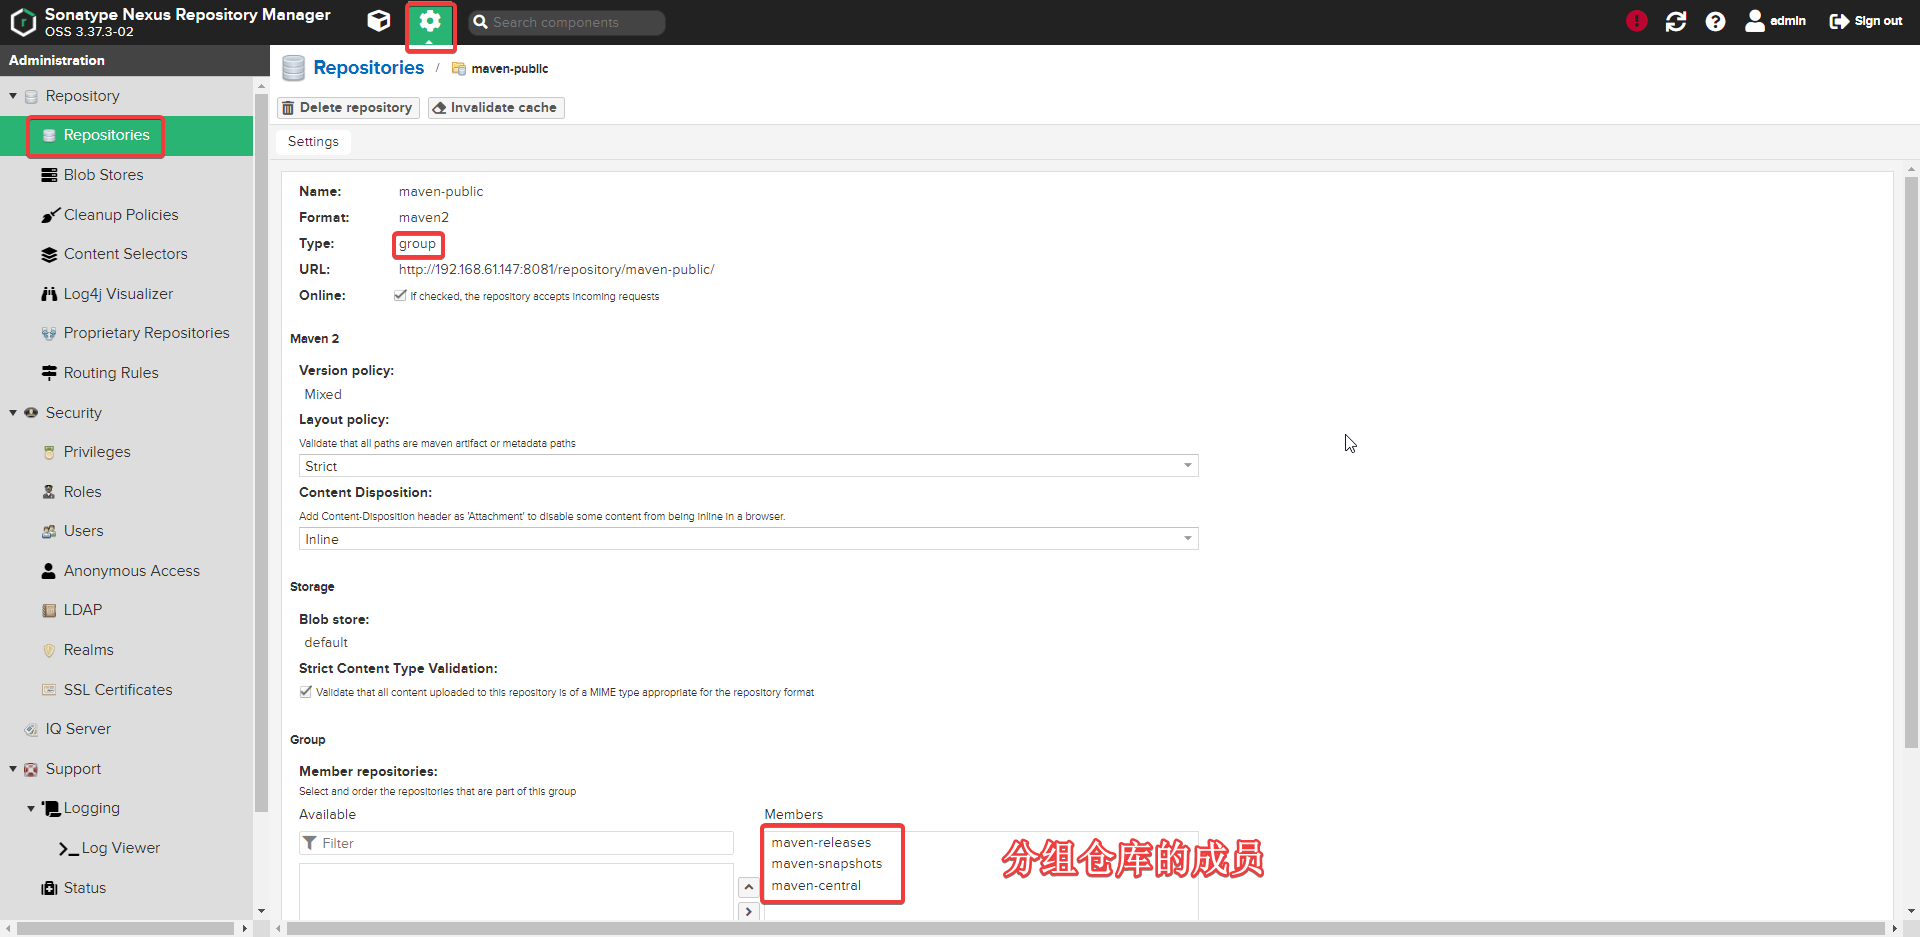 Sonatype Nexus Repository Manager
OSS 3.37.3-02
Search components
admin
Sign out
Administration
Repository
Repositories
Blob Stores
Cleanup Policies
Content Selectors
Log4j Visualizer
Proprietary Repositories
Routing Rules
Security
Privileges
Roles
Users
Anonymous Access
LDAP
Realms
SSL Certificates
IQ Server
Support
Logging
Log Viewer
Status
Repositories / maven-public
Delete repository
Invalidate cache
Settings
Name: maven-public
Format: maven2
Type: group
URL: http://192.168.61.147:8081/repository/maven-public/
Online: If checked, the repository accepts incoming requests
Maven 2
Version policy:
Mixed
Layout policy:
Validate that all paths are maven artifact or metadata paths
Strict
Content Disposition:
Add Content-Disposition header as 'Attachment' to disable some content from being inline in a browser.
Inline
Storage
Blob store:
default
Strict Content Type Validation:
Validate that all content uploaded to this repository is of a MIME type appropriate for the repository format
Group
Member repositories:
Select and order the repositories that are part of this group
Available
Filter
Members
maven-releases
maven-snapshots
maven-central
分组仓库的成员